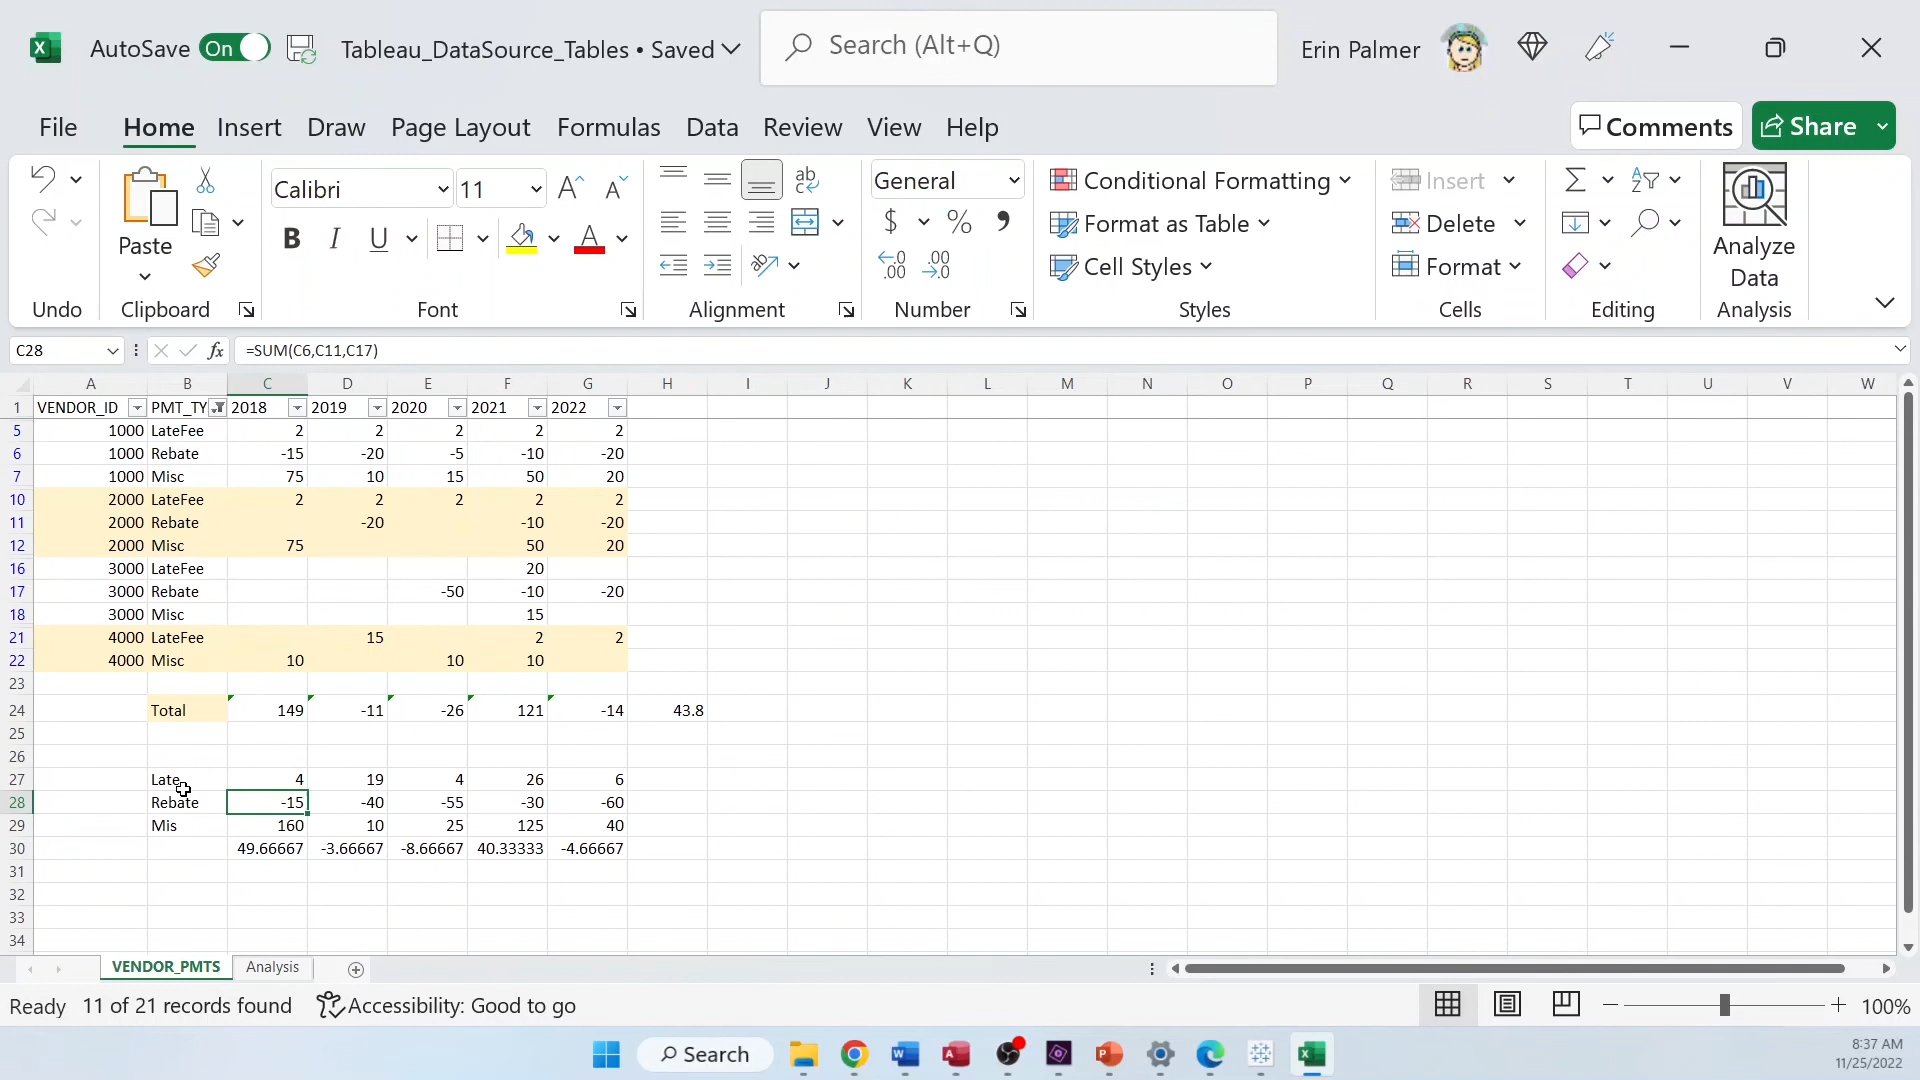 AutoSave On Tableau_DataSource_Tables • Saved Search (Alt+Q) Erin Palmer
File Home Insert Draw Page Layout Formulas Data Review View Help Comments Share
Calibri 11 General Conditional Formatting Insert
Paste Format as Table Delete Analyze Data
Cell Styles Format
Undo Clipboard Font Alignment Number Styles Cells Editing Analysis
C28 fx =SUM(C6,C11,C17)
A B C D E F G H I J K L M N O P Q R S T U V W
1 VENDOR_ID PMT_TY 2018 2019 2020 2021 2022
5 1000 LateFee 2 2 2 2 2
6 1000 Rebate -15 -20 -5 -10 -20
7 1000 Misc 75 10 15 50 20
10 2000 LateFee 2 2 2 2 2
11 2000 Rebate -20 -10 -20
12 2000 Misc 75 50 20
16 3000 LateFee 20
17 3000 Rebate -50 -10 -20
18 3000 Misc 15
21 4000 LateFee 15 2 2
22 4000 Misc 10 10 10
23
24 Total 149 -11 -26 121 -14 43.8
25
26
27 Late 4 19 4 26 6
28 Rebate -15 -40 -55 -30 -60
29 Mis 160 10 25 125 40
30 49.66667 -3.66667 -8.66667 40.33333 -4.66667
31
32
33
34
VENDOR_PMTS Analysis
Ready 11 of 21 records found Accessibility: Good to go 100%
Search 8:37 AM
11/25/2022